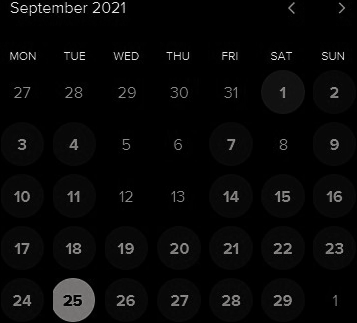 September 2021
MON TUE WED THU FRI SAT SUN
27 28 29 30 31 1 2
3 4 5 6 7 8 9
10 11 12 13 14 15 16
17 18 19 20 21 22 23
24 25 26 27 28 29 1